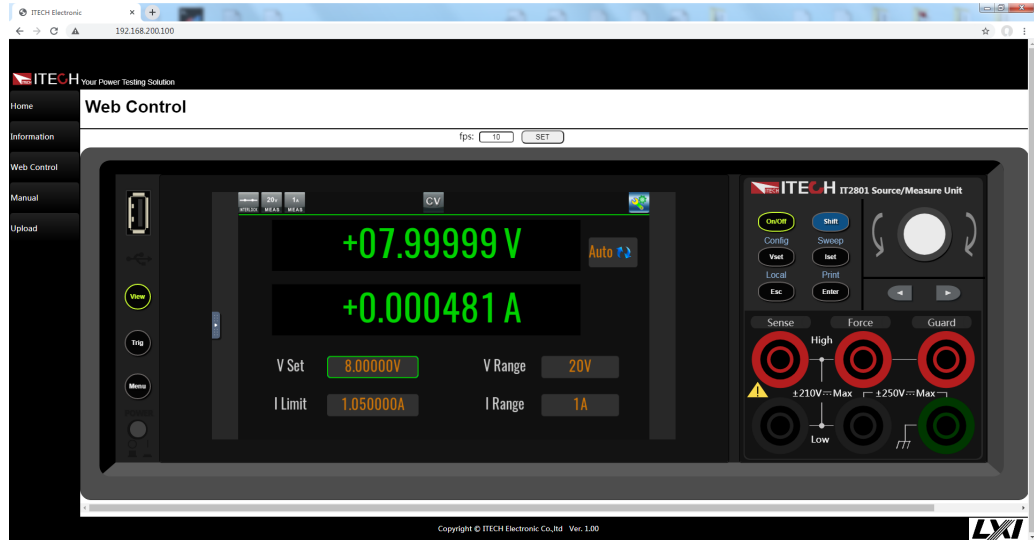 ITECH Electronic
192.168.200.100
ITECH Your Power Testing Solution
Home
Information
Web Control
Manual
Upload
Web Control
fps: 10 SET
INTERLOCK
20V MEAS.
1A MEAS.
CV
+07.99999 V
Auto
+0.000481 A
V Set 8.00000V V Range 20V
I Limit 1.050000A I Range 1A
View
Trig
Menu
POWER
ITECH IT2801 Source/Measure Unit
On/Off Shift
Config Sweep
Vset Iset
Local Print
Esc Enter
Sense Force Guard
High
±210V⎓Max ±250V⎓Max
Low
Copyright © ITECH Electronic Co.,ltd Ver. 1.00
LXI